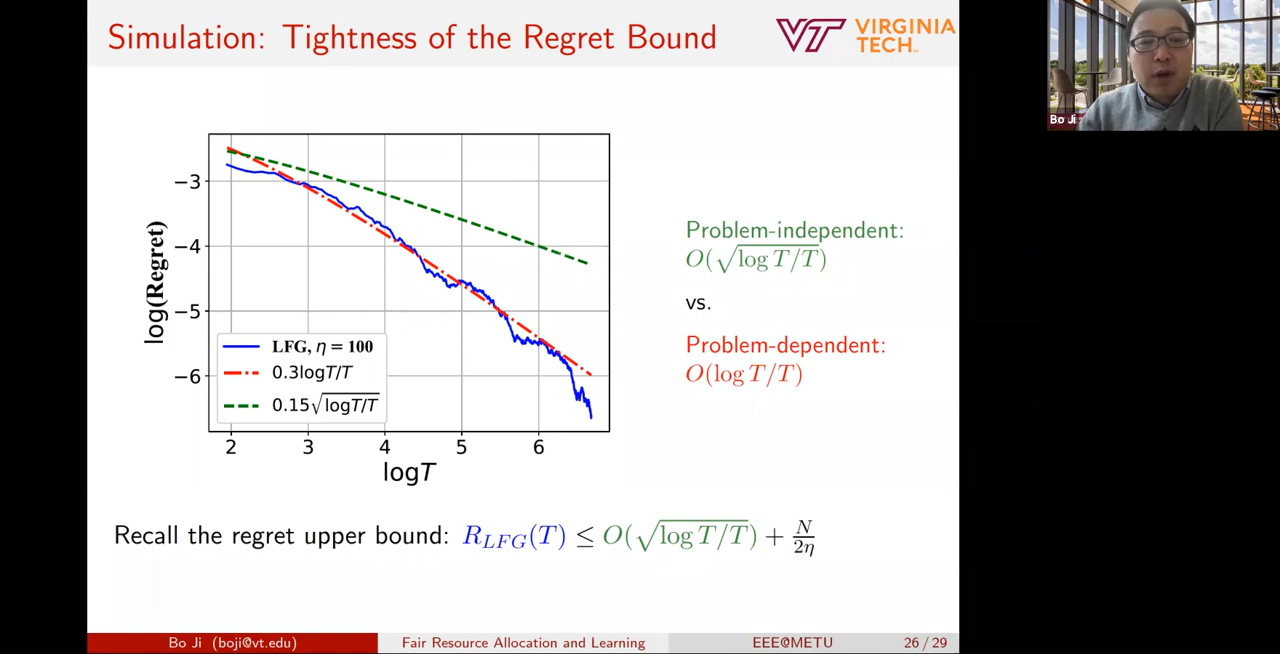 Simulation: Tightness of the Regret Bound
VT VIRGINIA TECH
Bo Ji
log(Regret)
−3
−4
−5
−6
LFG, η = 100
0.3logT/T
0.15√logT/T
2 3 4 5 6
logT
Problem-independent:
O(√log T/T)
vs.
Problem-dependent:
O(log T/T)
Recall the regret upper bound: R_LFG(T) ≤ O(√log T/T) + N/2η
Bo Ji (boji@vt.edu) Fair Resource Allocation and Learning EEE@METU 26 / 29